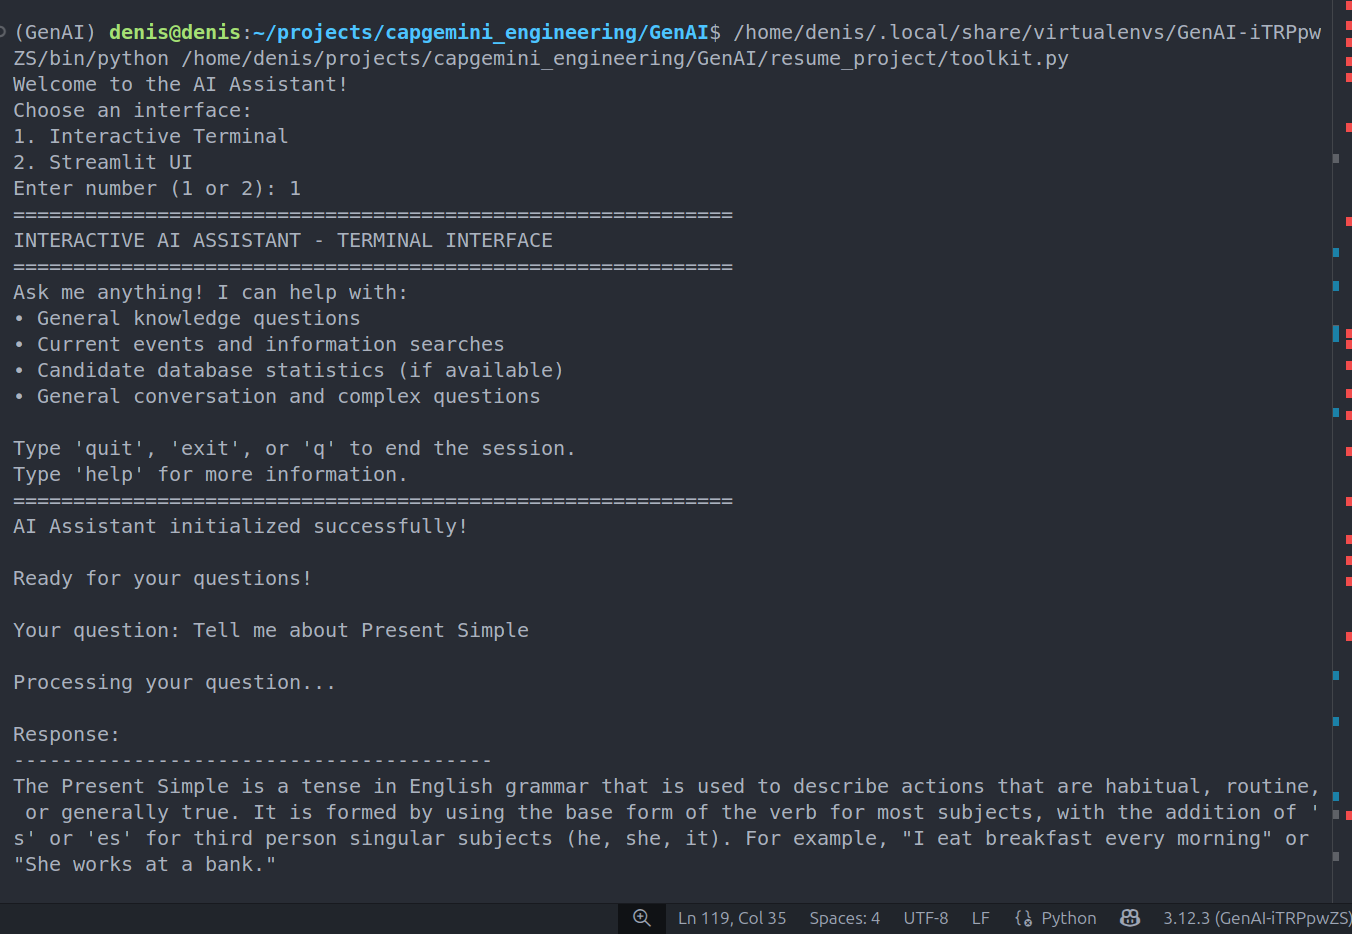 (GenAI) denis@denis:~/projects/capgemini_engineering/GenAI$ /home/denis/.local/share/virtualenvs/GenAI-iTRPpw
ZS/bin/python /home/denis/projects/capgemini_engineering/GenAI/resume_project/toolkit.py
Welcome to the AI Assistant!
Choose an interface:
1. Interactive Terminal
2. Streamlit UI
Enter number (1 or 2): 1
============================================================
INTERACTIVE AI ASSISTANT - TERMINAL INTERFACE
============================================================
Ask me anything! I can help with:
• General knowledge questions
• Current events and information searches
• Candidate database statistics (if available)
• General conversation and complex questions
Type 'quit', 'exit', or 'q' to end the session.
Type 'help' for more information.
============================================================
AI Assistant initialized successfully!
Ready for your questions!
Your question: Tell me about Present Simple
Processing your question...
Response:
----------------------------------------
The Present Simple is a tense in English grammar that is used to describe actions that are habitual, routine,
 or generally true. It is formed by using the base form of the verb for most subjects, with the addition of '
s' or 'es' for third person singular subjects (he, she, it). For example, "I eat breakfast every morning" or
"She works at a bank."
Ln 119, Col 35 Spaces: 4 UTF-8 LF Python 3.12.3 (GenAI-iTRPpwZS)